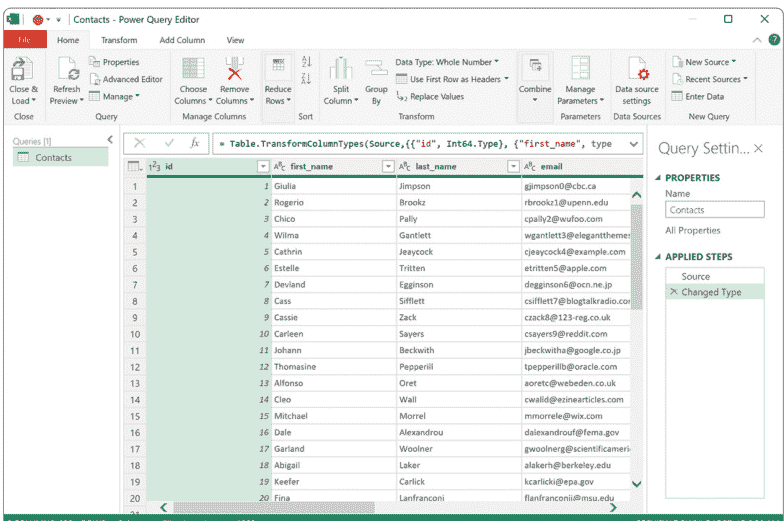 Contacts - Power Query Editor
File Home Transform Add Column View
Close & Load
Close
Refresh Preview
Properties
Advanced Editor
Manage
Query
Choose Columns
Remove Columns
Manage Columns
Reduce Rows
Sort
Split Column
Group By
Data Type: Whole Number
Use First Row as Headers
Replace Values
Transform
Combine
Manage Parameters
Parameters
Data source settings
Data Sources
New Source
Recent Sources
Enter Data
New Query
Queries [1]
Contacts
= Table.TransformColumnTypes(Source,{{"id", Int64.Type}, {"first_name", type
id first_name last_name email
1 1 Giulia Jimpson gjimpson0@cbc.ca
2 2 Rogerio Brookz rbrookz1@upenn.edu
3 3 Chico Pally cpally2@wufoo.com
4 4 Wilma Gantlett wgantlett3@elegantthemes
5 5 Cathrin Jeaycock cjeaycock4@example.com
6 6 Estelle Tritten etritten5@apple.com
7 7 Devland Egginson degginson6@ocn.ne.jp
8 8 Cass Sifflett csifflett7@blogtalkradio.cor
9 9 Cassie Zack czack8@123-reg.co.uk
10 10 Carleen Sayers csayers9@reddit.com
11 11 Johann Beckwith jbeckwitha@google.co.jp
12 12 Thomasine Pepperill tpepperillb@oracle.com
13 13 Alfonso Oret aoretc@webeden.co.uk
14 14 Cleo Wall cwalld@ezinearticles.com
15 15 Mitchael Morrel mmorrele@wix.com
16 16 Dale Alexandrou dalexandrouf@fema.gov
17 17 Garland Woolner gwoolnerg@scientificameri
18 18 Abigail Laker alakerh@berkeley.edu
19 19 Keefer Carlick kcarlicki@epa.gov
20 20 Fina Lanfranconi flanfranconij@msu.edu
21
Query Settin...
PROPERTIES
Name
Contacts
All Properties
APPLIED STEPS
Source
Changed Type